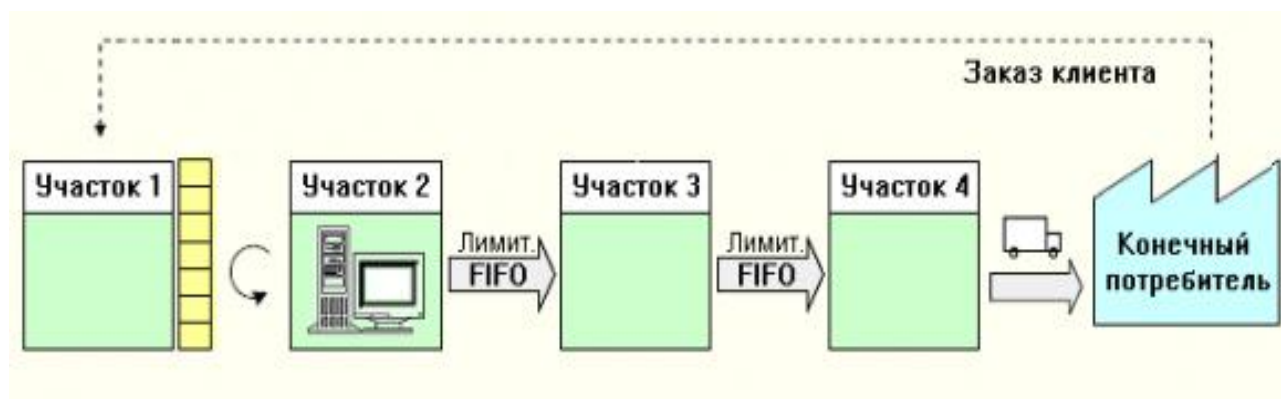 Заказ клиента
Участок 1
Участок 2
Участок 3
Участок 4
Лимит.
FIFO
Лимит.
FIFO
Конечный
потребитель